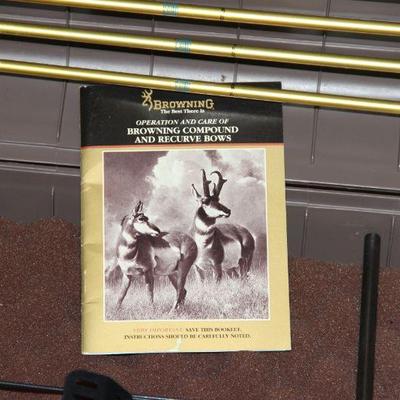 BROWNING
The Best There Is
OPERATION AND CARE OF
BROWNING COMPOUND
AND RECURVE BOWS
VERY IMPORTANT: SAVE THIS BOOKLET.
INSTRUCTIONS SHOULD BE CAREFULLY NOTED.